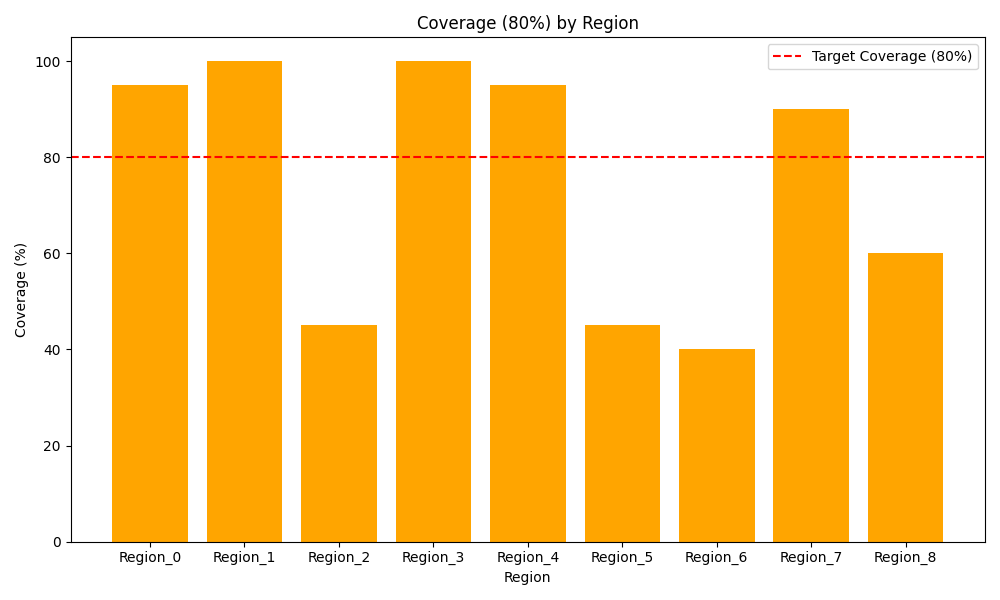 Coverage (80%) by Region
Target Coverage (80%)
100
80
60
40
20
0
Coverage (%)
Region_0 Region_1 Region_2 Region_3 Region_4 Region_5 Region_6 Region_7 Region_8
Region